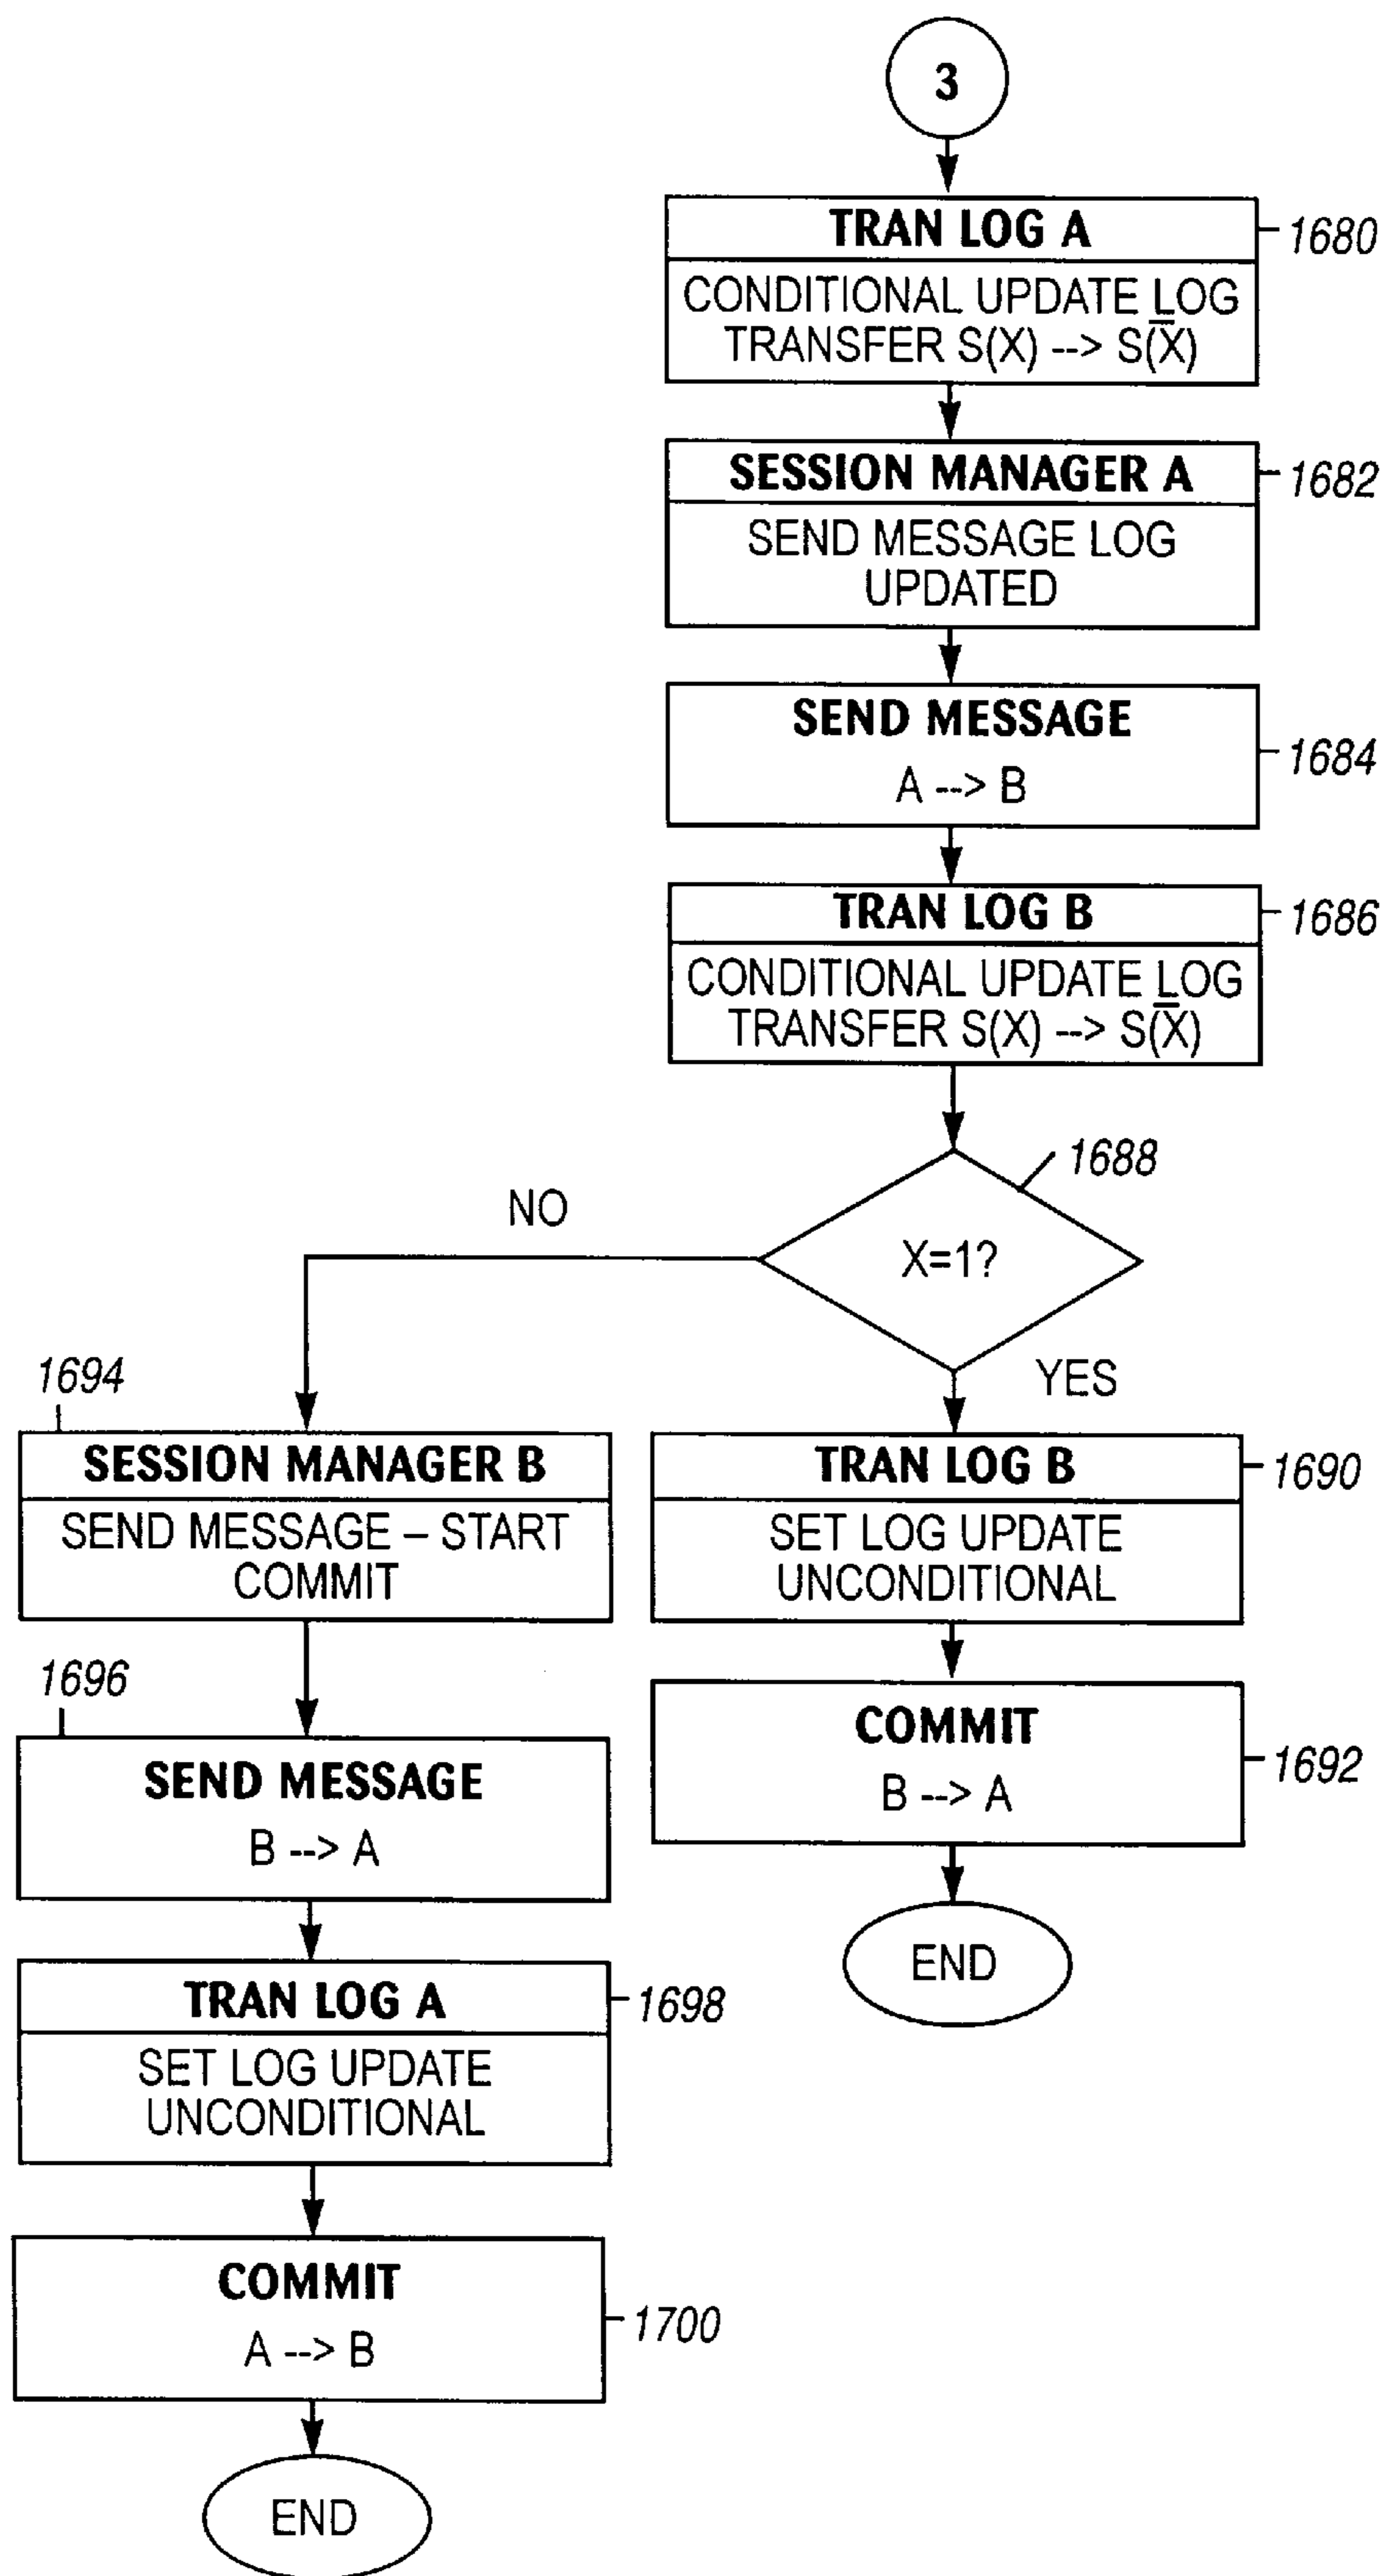 3
TRAN LOG A
1680
CONDITIONAL UPDATE LOG
TRANSFER S(X) --> S(X̅)
SESSION MANAGER A
1682
SEND MESSAGE LOG
UPDATED
SEND MESSAGE
1684
A --> B
TRAN LOG B
1686
CONDITIONAL UPDATE LOG
TRANSFER S(X) --> S(X̅)
1688
X=1?
NO
YES
1694
SESSION MANAGER B
SEND MESSAGE – START
COMMIT
TRAN LOG B
1690
SET LOG UPDATE
UNCONDITIONAL
1696
SEND MESSAGE
B --> A
COMMIT
1692
B --> A
END
TRAN LOG A
1698
SET LOG UPDATE
UNCONDITIONAL
COMMIT
1700
A --> B
END